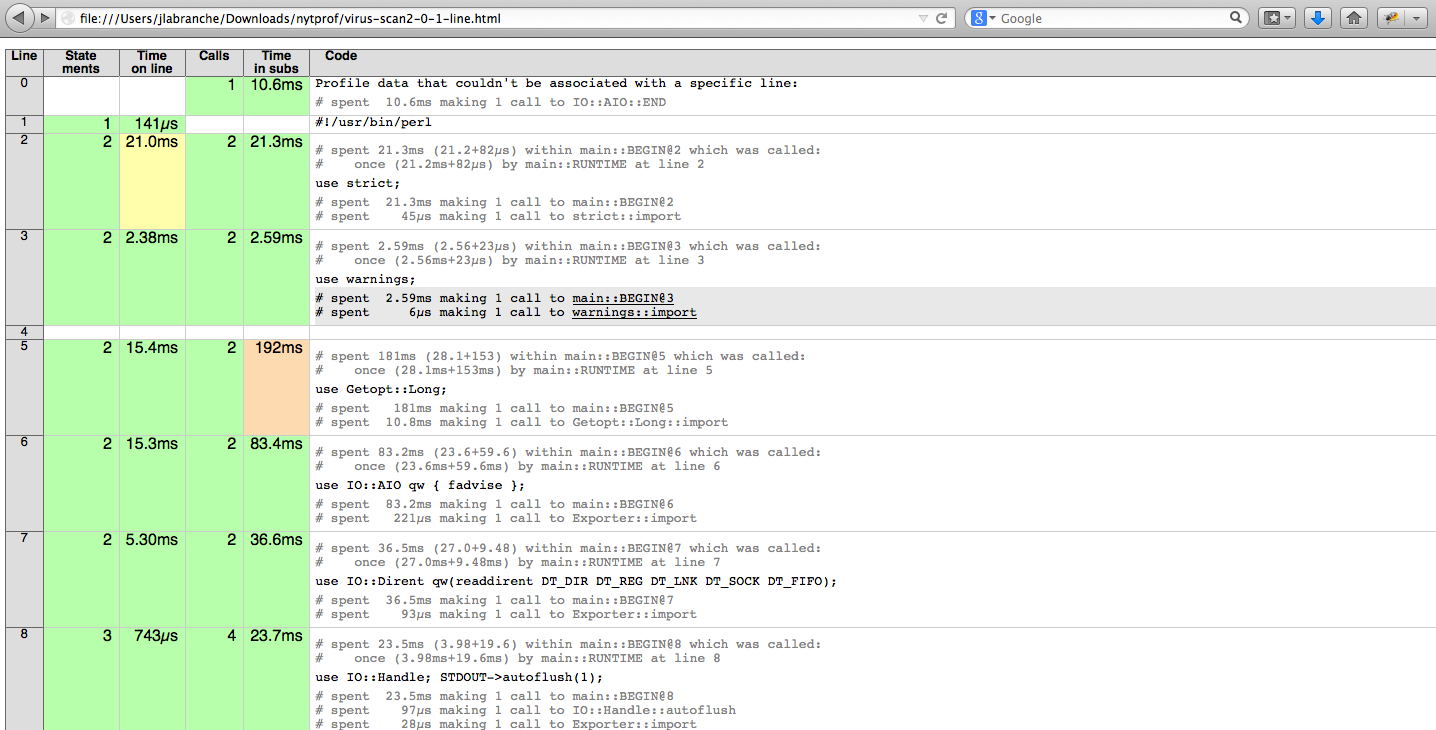 file:///Users/jlabranche/Downloads/nytprof/virus-scan2-0-1-line.html
Google
Line State ments Time on line Calls Time in subs Code
0 1 10.6ms Profile data that couldn't be associated with a specific line:
# spent 10.6ms making 1 call to IO::AIO::END
1 1 141µs #!/usr/bin/perl
2 2 21.0ms 2 21.3ms
# spent 21.3ms (21.2+82µs) within main::BEGIN@2 which was called:
# once (21.2ms+82µs) by main::RUNTIME at line 2
use strict;
# spent 21.3ms making 1 call to main::BEGIN@2
# spent 45µs making 1 call to strict::import
3 2 2.38ms 2 2.59ms
# spent 2.59ms (2.56+23µs) within main::BEGIN@3 which was called:
# once (2.56ms+23µs) by main::RUNTIME at line 3
use warnings;
# spent 2.59ms making 1 call to main::BEGIN@3
# spent 6µs making 1 call to warnings::import
4
5 2 15.4ms 2 192ms
# spent 181ms (28.1+153) within main::BEGIN@5 which was called:
# once (28.1ms+153ms) by main::RUNTIME at line 5
use Getopt::Long;
# spent 181ms making 1 call to main::BEGIN@5
# spent 10.8ms making 1 call to Getopt::Long::import
6 2 15.3ms 2 83.4ms
# spent 83.2ms (23.6+59.6) within main::BEGIN@6 which was called:
# once (23.6ms+59.6ms) by main::RUNTIME at line 6
use IO::AIO qw { fadvise };
# spent 83.2ms making 1 call to main::BEGIN@6
# spent 221µs making 1 call to Exporter::import
7 2 5.30ms 2 36.6ms
# spent 36.5ms (27.0+9.48) within main::BEGIN@7 which was called:
# once (27.0ms+9.48ms) by main::RUNTIME at line 7
use IO::Dirent qw(readdirent DT_DIR DT_REG DT_LNK DT_SOCK DT_FIFO);
# spent 36.5ms making 1 call to main::BEGIN@7
# spent 93µs making 1 call to Exporter::import
8 3 743µs 4 23.7ms
# spent 23.5ms (3.98+19.6) within main::BEGIN@8 which was called:
# once (3.98ms+19.6ms) by main::RUNTIME at line 8
use IO::Handle; STDOUT->autoflush(1);
# spent 23.5ms making 1 call to main::BEGIN@8
# spent 97µs making 1 call to IO::Handle::autoflush
# spent 28µs making 1 call to Exporter::import